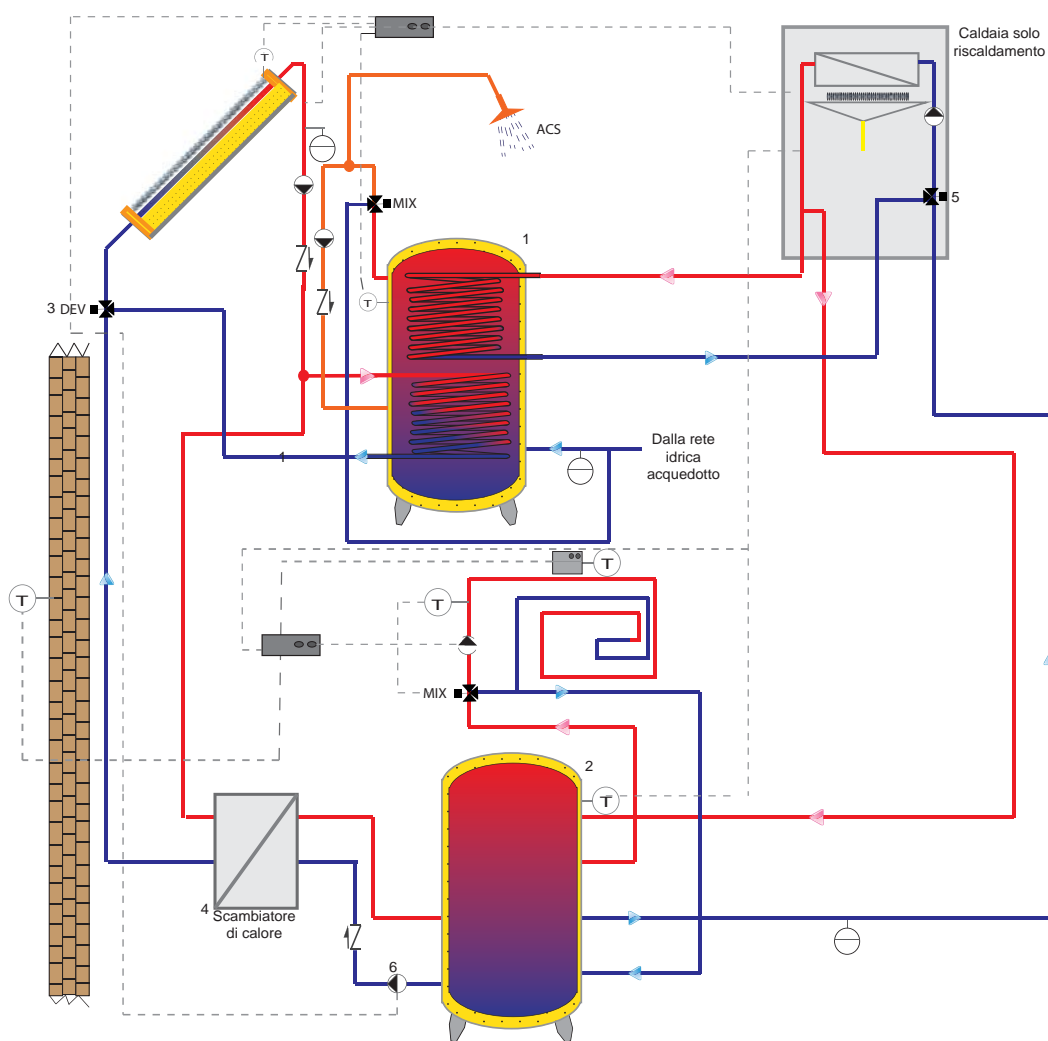 Caldaia solo
riscaldamento
T
ACS
MIX
5
1
T
3 DEV
1
Dalla rete
idrica
acquedotto
T
T
T
MIX
2
T
4
Scambiatore
di calore
6